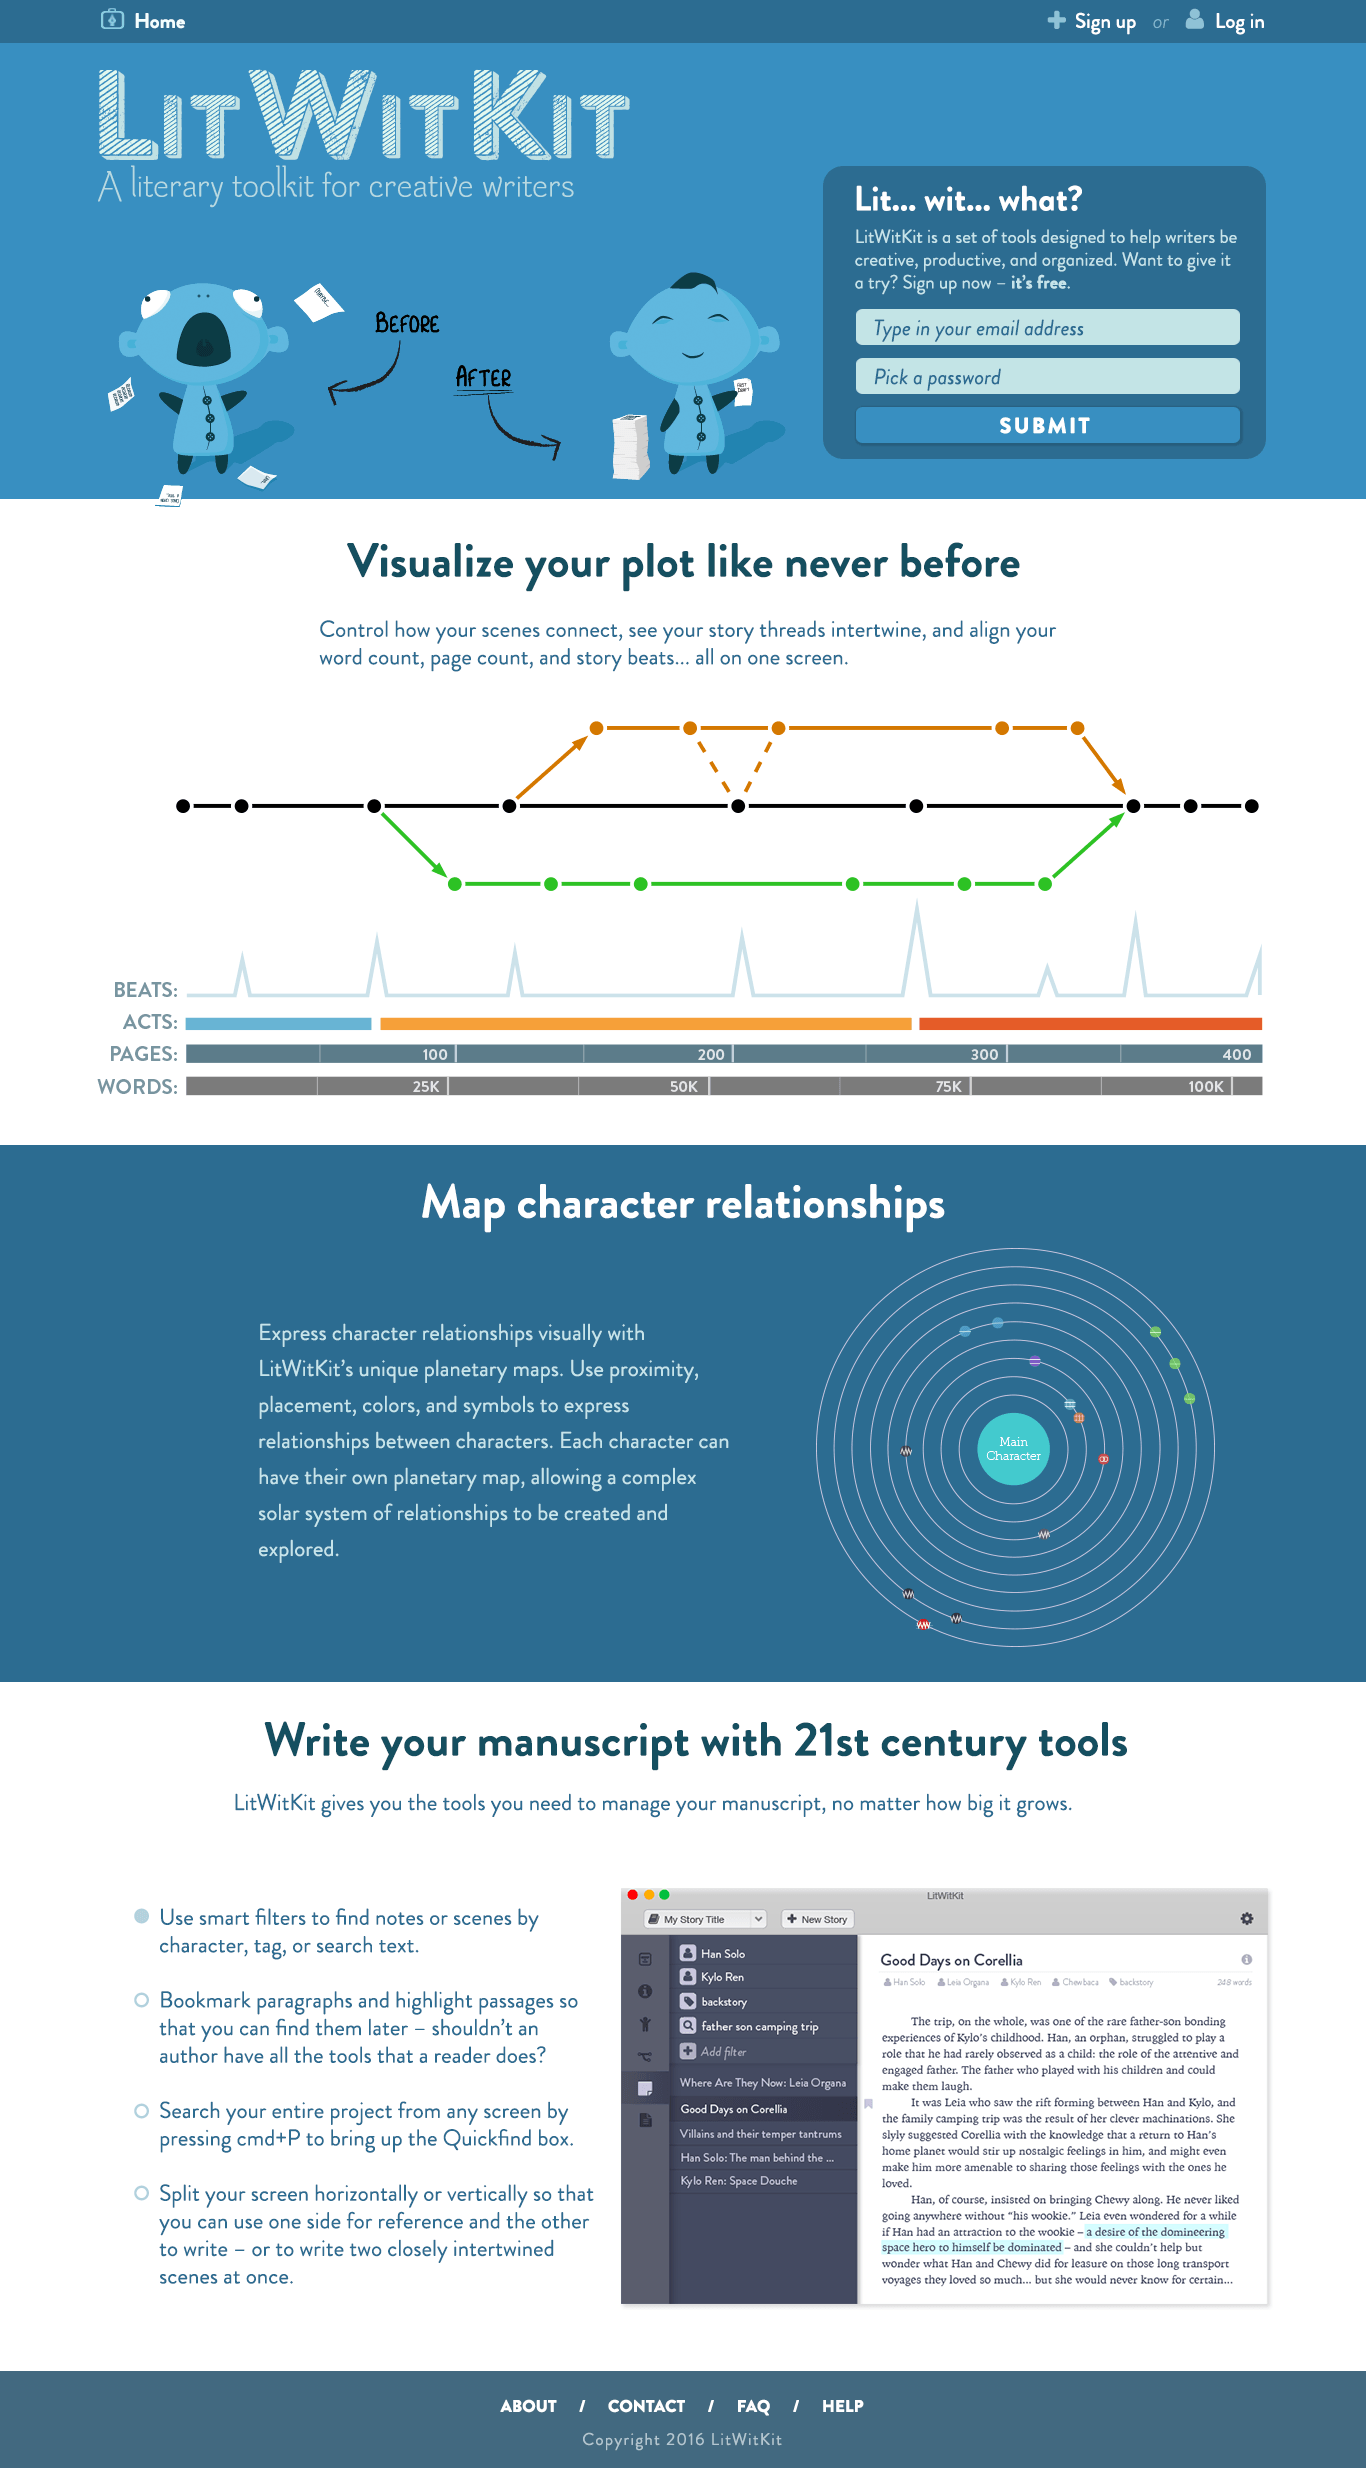 Home
Sign up or Log in
LITWITKIT
A literary toolkit for creative writers
Lit... wit... what?
LitWitKit is a set of tools designed to help writers be
creative, productive, and organized. Want to give it
a try? Sign up now – it's free.
Type in your email address
Pick a password
SUBMIT
BEFORE
AFTER
FIRST
DRAFT
Visualize your plot like never before
Control how your scenes connect, see your story threads intertwine, and align your
word count, page count, and story beats... all on one screen.
BEATS:
ACTS:
PAGES: 100 200 300 400
WORDS: 25K 50K 75K 100K
Map character relationships
Express character relationships visually with
LitWitKit's unique planetary maps. Use proximity,
placement, colors, and symbols to express
relationships between characters. Each character can
have their own planetary map, allowing a complex
solar system of relationships to be created and
explored.
Main
Character
Write your manuscript with 21st century tools
LitWitKit gives you the tools you need to manage your manuscript, no matter how big it grows.
Use smart filters to find notes or scenes by
character, tag, or search text.
Bookmark paragraphs and highlight passages so
that you can find them later – shouldn't an
author have all the tools that a reader does?
Search your entire project from any screen by
pressing cmd+P to bring up the Quickfind box.
Split your screen horizontally or vertically so that
you can use one side for reference and the other
to write – or to write two closely intertwined
scenes at once.
LitWitKit
My Story Title
New Story
Han Solo
Kylo Ren
backstory
father son camping trip
Add filter
Where Are They Now: Leia Organa
Good Days on Corellia
Villains and their temper tantrums
Han Solo: The man behind the ...
Kylo Ren: Space Douche
Good Days on Corellia
Han Solo Leia Organa Kylo Ren Chewbaca backstory 248 words
The trip, on the whole, was one of the rare father-son bonding
experiences of Kylo's childhood. Han, an orphan, struggled to play a
role that he had rarely observed as a child: the role of the attentive and
engaged father. The father who played with his children and could
make them laugh.
It was Leia who saw the rift forming between Han and Kylo, and
the family camping trip was the result of her clever machinations. She
slyly suggested Corellia with the knowledge that a return to Han's
home planet would stir up nostalgic feelings in him, and might even
make him more amenable to sharing those feelings with the ones he
loved.
Han, of course, insisted on bringing Chewy along. He never liked
going anywhere without "his wookie." Leia even wondered for a while
if Han had an attraction to the wookie – a desire of the domineering
space hero to himself be dominated – and she couldn't help but
wonder what Han and Chewy did for leasure on those long transport
voyages they loved so much... but she would never know for certain...
ABOUT / CONTACT / FAQ / HELP
Copyright 2016 LitWitKit